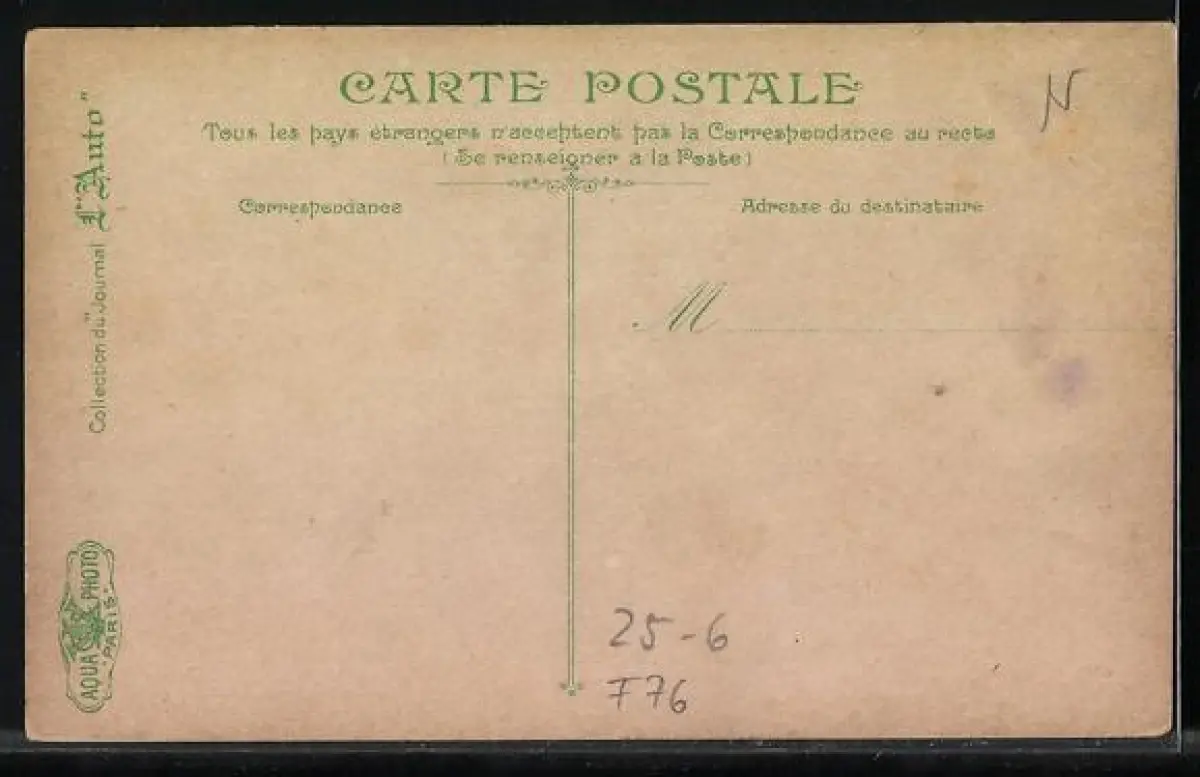 CARTE POSTALE
N
Tous les pays étrangers n'acceptent pas la Correspondance au recto
(Se renseigner a la Poste)
Correspondance
Adresse du destinataire
Collection du "Journal L'Auto"
M
AQUA PHOTO
PARIS
25-6
F76